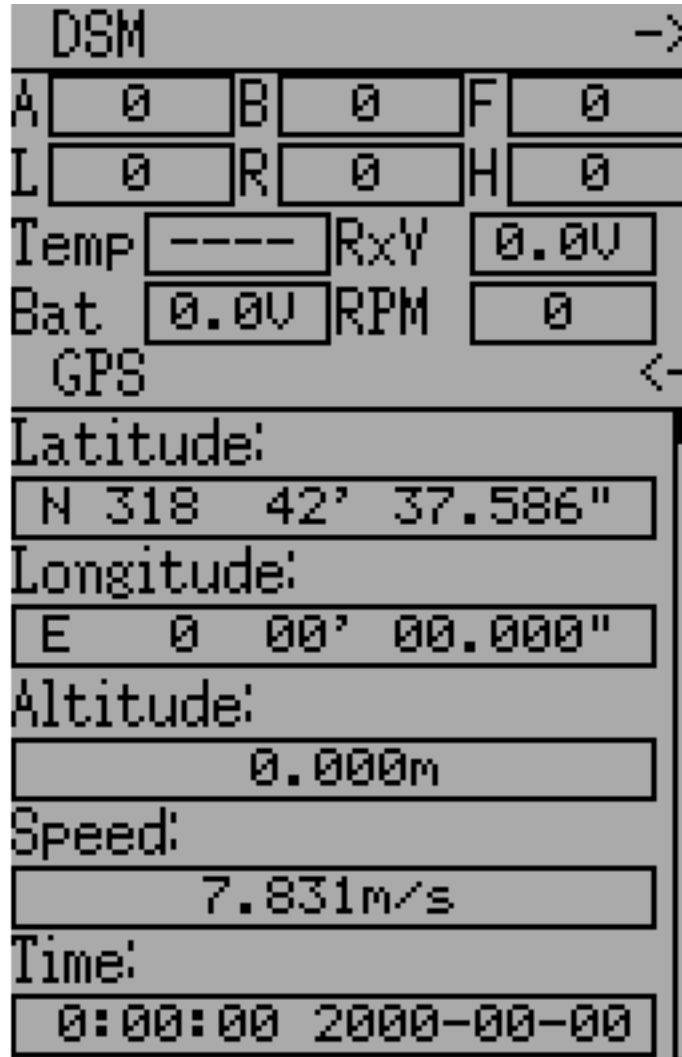 DSM ->
A 0 B 0 F 0
L 0 R 0 H 0
Temp ---- RxV 0.0V
Bat 0.0V RPM 0
GPS <-
Latitude:
N 318 42' 37.586"
Longitude:
E 0 00' 00.000"
Altitude:
0.000m
Speed:
7.831m/s
Time:
0:00:00 2000-00-00